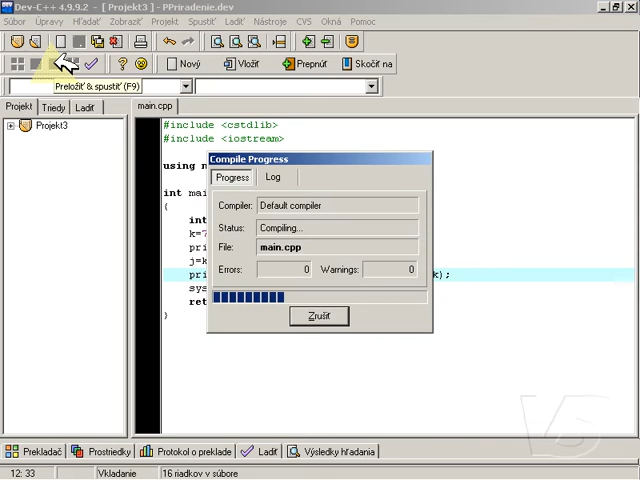 Dev-C++ 4.9.9.2 - [ Projekt3 ] - PPriradenie.dev
Súbor Úpravy Hľadať Zobraziť Projekt Spustiť Ladiť Nástroje CVS Okná Pomoc
Nový Vložiť Prepnúť Skočiť na
Preložiť & spustiť (F9)
Projekt Triedy Ladiť main.cpp
Projekt3
#include <cstdlib>
#include <iostream>
using n
int mai
{
int
k=7
pri
j=k
pri k);
sys
ret
}
Compile Progress
Progress Log
Compiler: Default compiler
Status: Compiling...
File: main.cpp
Errors: 0 Warnings: 0
Zrušiť
VS
Prekladač Prostriedky Protokol o preklade Ladiť Výsledky hľadania
12: 33 Vkladanie 16 riadkov v súbore